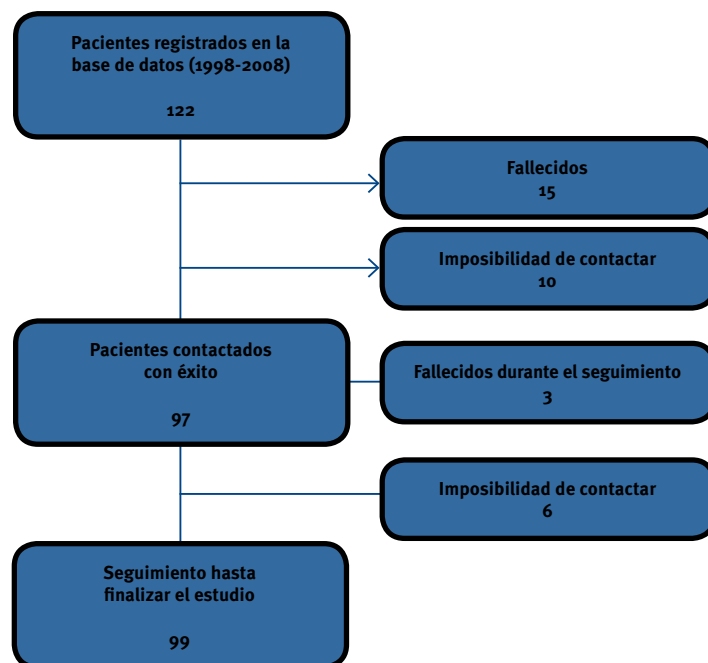 Pacientes registrados en la
base de datos (1998-2008)
122
Fallecidos
15
Imposibilidad de contactar
10
Pacientes contactados
con éxito
97
Fallecidos durante el seguimiento
3
Imposibilidad de contactar
6
Seguimiento hasta
finalizar el estudio
99